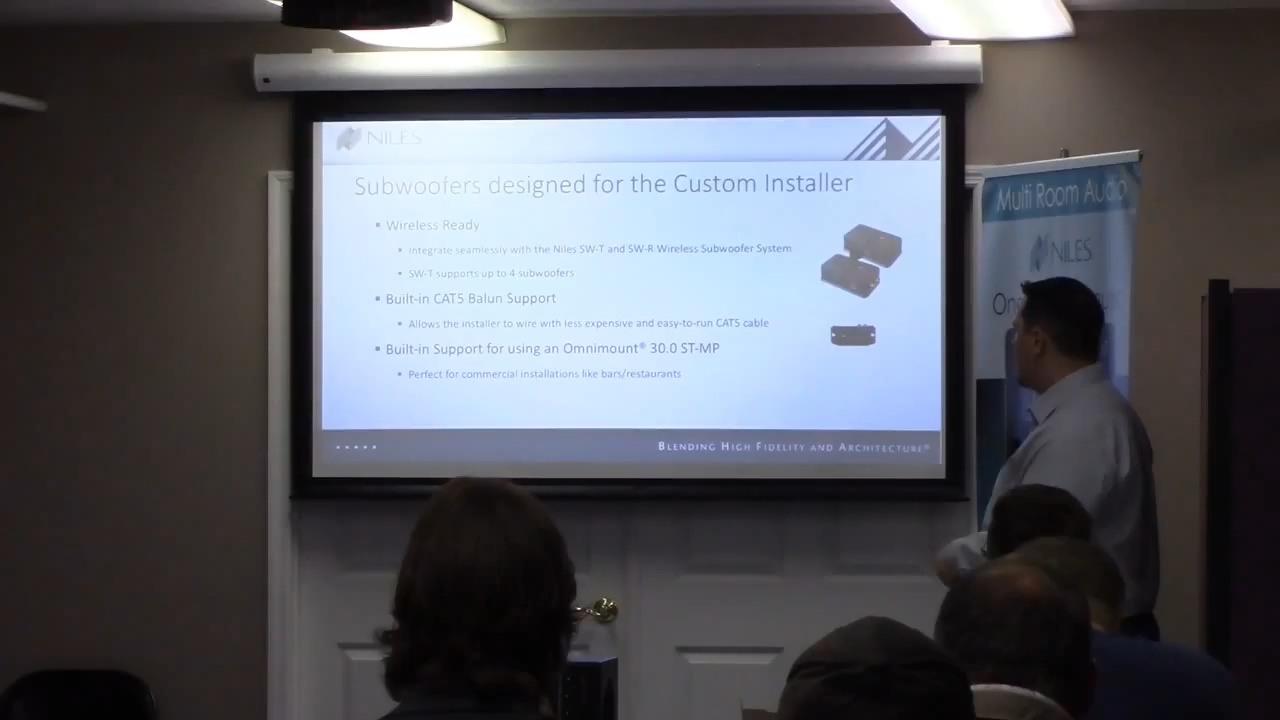 NILES
Subwoofers designed for the Custom Installer
Wireless Ready
Integrate seamlessly with the Niles SW-T and SW-R Wireless Subwoofer System
SW-T supports up to 4 subwoofers
Built-in CAT5 Balun Support
Allows the installer to wire with less expensive and easy-to-run CAT5 cable
Built-in Support for using an Omnimount® 30.0 ST-MP
Perfect for commercial installations like bars/restaurants
BLENDING HIGH FIDELITY AND ARCHITECTURE®
Multi Room Audio
NILES